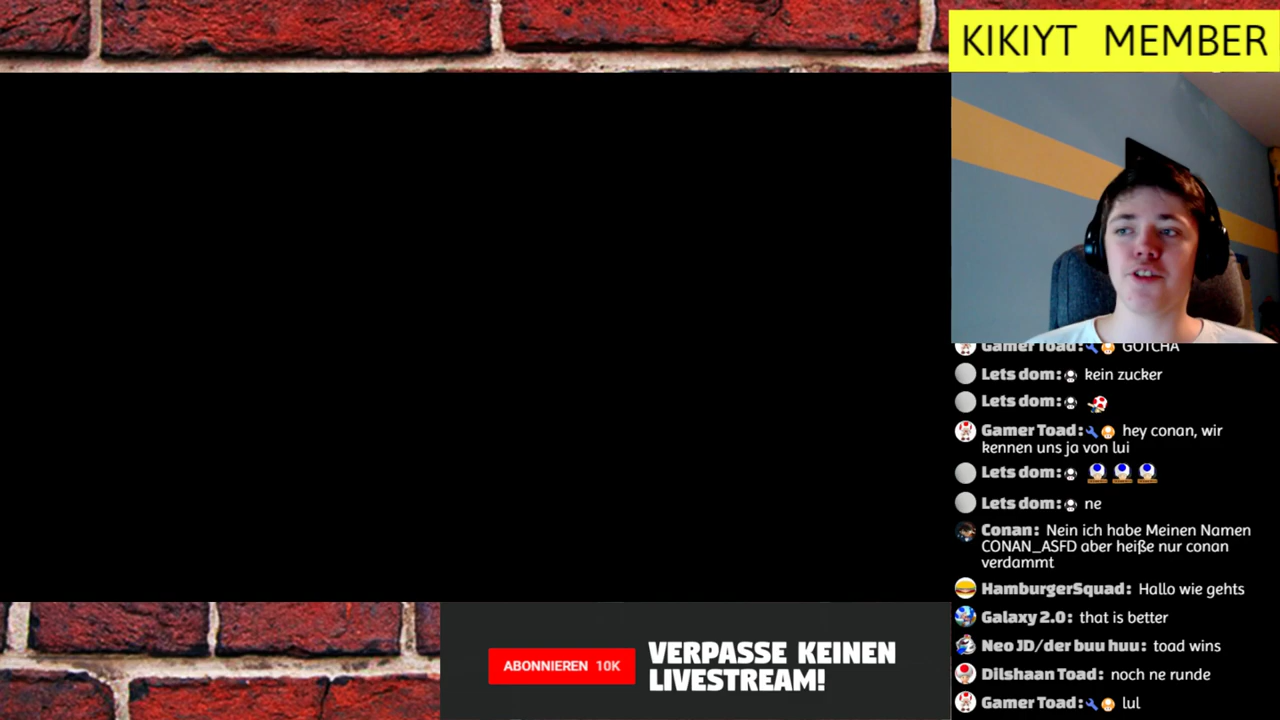 KIKIYT MEMBER
Gamer Toad: GOTCHA
Lets dom: kein zucker
Lets dom:
Gamer Toad: hey conan, wir
kennen uns ja von lui
Lets dom:
Lets dom: ne
Conan: Nein ich habe Meinen Namen
CONAN_ASFD aber heiße nur conan
verdammt
HamburgerSquad: Hallo wie gehts
Galaxy 2.0: that is better
Neo JD/der buu huu: toad wins
Dilshaan Toad: noch ne runde
Gamer Toad: lul
ABONNIEREN 10K
VERPASSE KEINEN
LIVESTREAM!